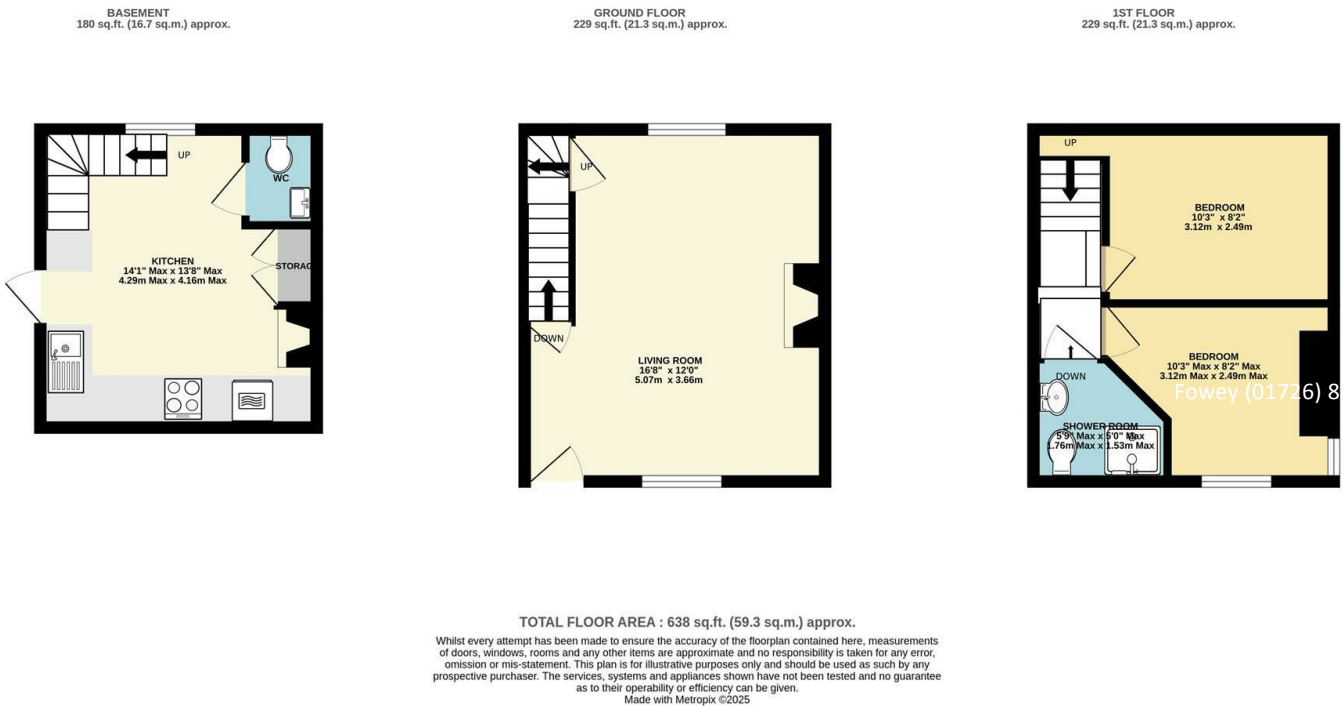 BASEMENT
180 sq.ft. (16.7 sq.m.) approx.
GROUND FLOOR
229 sq.ft. (21.3 sq.m.) approx.
1ST FLOOR
229 sq.ft. (21.3 sq.m.) approx.
UP
WC
KITCHEN
14'1" Max x 13'8" Max
4.29m Max x 4.16m Max
STORAG
UP
DOWN
LIVING ROOM
16'8" x 12'0"
5.07m x 3.66m
UP
BEDROOM
10'3" x 8'2"
3.12m x 2.49m
BEDROOM
10'3" Max x 8'2" Max
3.12m Max x 2.49m Max
Fowey (01726) 8
DOWN
SHOWER ROOM
5'9" Max x 5'0" Max
1.76m Max x 1.53m Max
TOTAL FLOOR AREA : 638 sq.ft. (59.3 sq.m.) approx.
Whilst every attempt has been made to ensure the accuracy of the floorplan contained here, measurements
of doors, windows, rooms and any other items are approximate and no responsibility is taken for any error,
omission or mis-statement. This plan is for illustrative purposes only and should be used as such by any
prospective purchaser. The services, systems and appliances shown have not been tested and no guarantee
as to their operability or efficiency can be given.
Made with Metropix ©2025